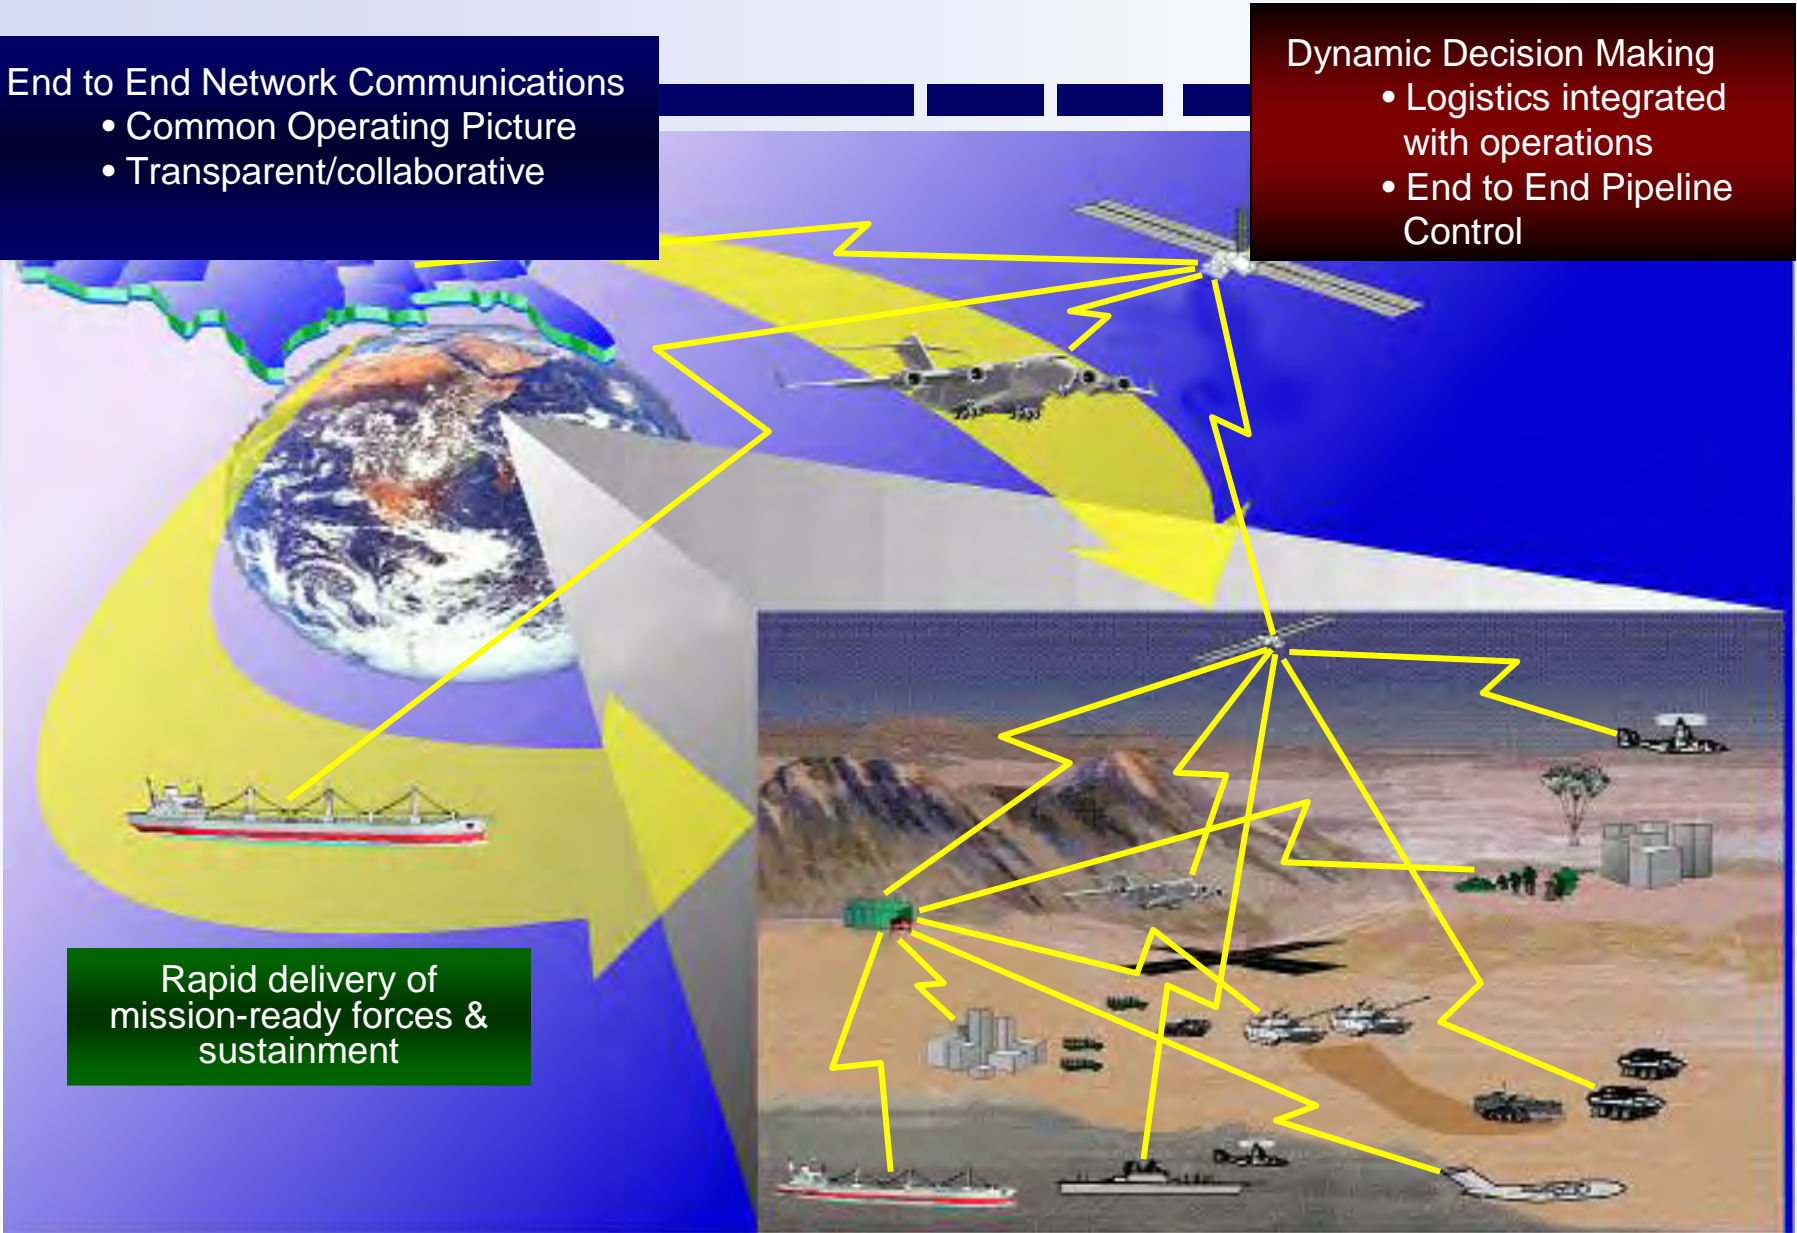 End to End Network Communications
• Common Operating Picture
• Transparent/collaborative
Dynamic Decision Making
• Logistics integrated
with operations
• End to End Pipeline
Control
Rapid delivery of
mission-ready forces &
sustainment